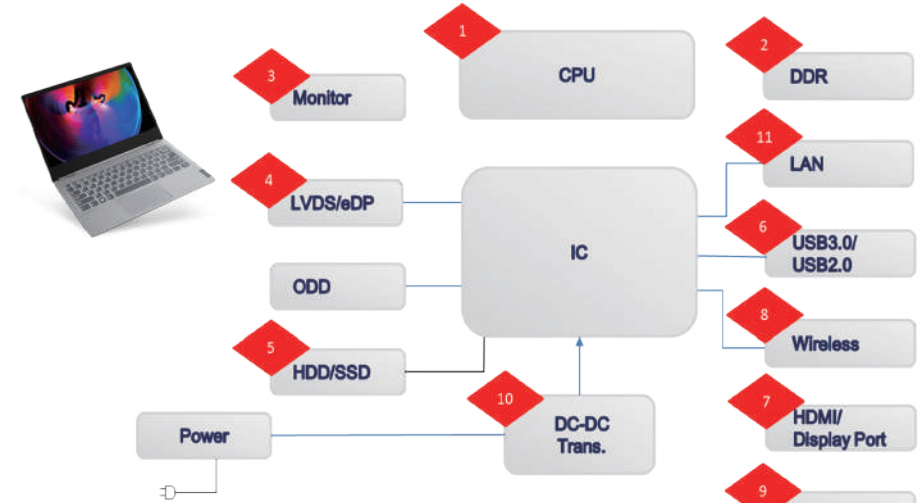 1
CPU
2
DDR
3
Monitor
11
LAN
4
LVDS/eDP
IC
6
USB3.0/
USB2.0
ODD
8
Wireless
5
HDD/SSD
10
DC-DC
Trans.
7
HDMI/
Display Port
Power
9